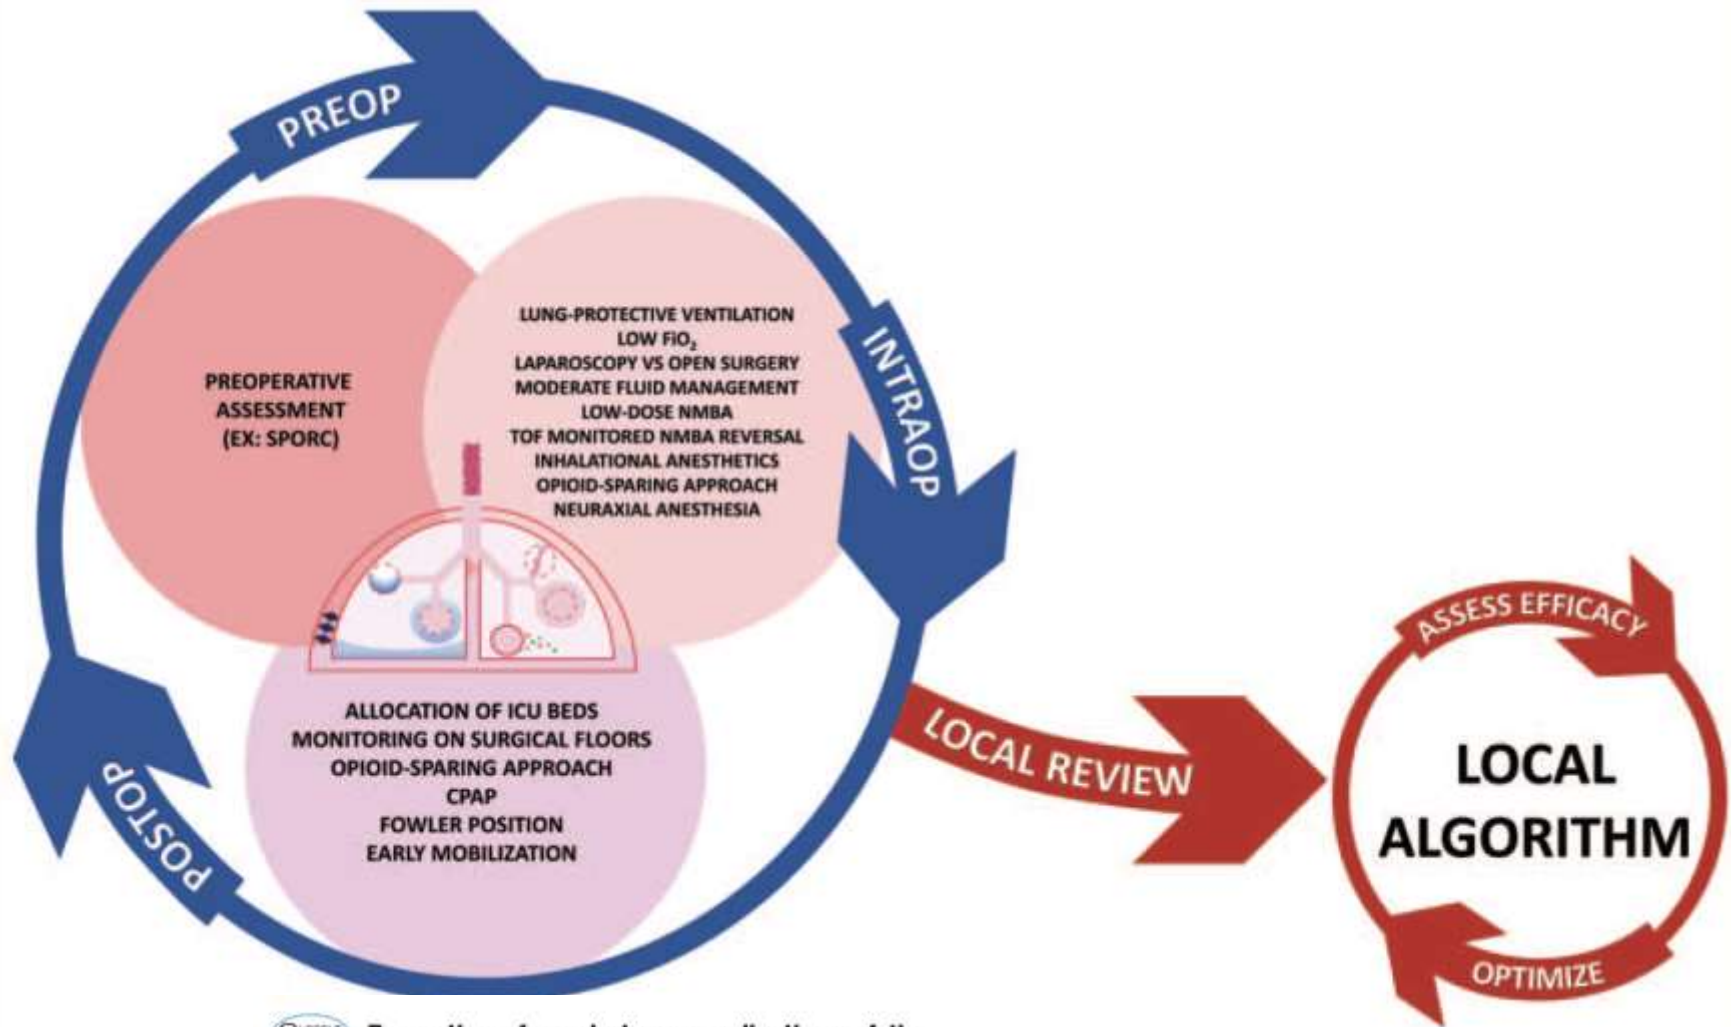 PREOP
PREOPERATIVE
ASSESSMENT
(EX: SPORC)
LUNG-PROTECTIVE VENTILATION
LOW FiO₂
LAPAROSCOPY VS OPEN SURGERY
MODERATE FLUID MANAGEMENT
LOW-DOSE NMBA
TOF MONITORED NMBA REVERSAL
INHALATIONAL ANESTHETICS
OPIOID-SPARING APPROACH
NEURAXIAL ANESTHESIA
INTRAOP
ALLOCATION OF ICU BEDS
MONITORING ON SURGICAL FLOORS
OPIOID-SPARING APPROACH
CPAP
FOWLER POSITION
EARLY MOBILIZATION
POSTOP
LOCAL REVIEW
ASSESS EFFICACY
LOCAL
ALGORITHM
OPTIMIZE